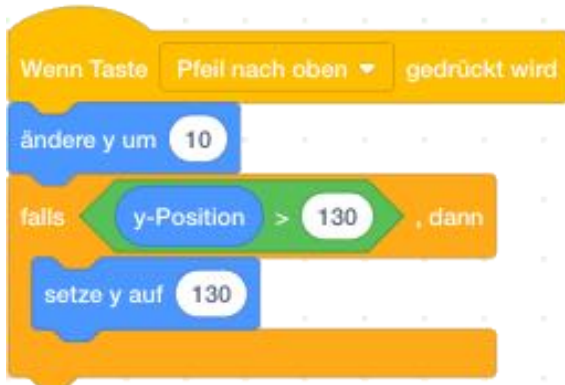 Wenn Taste Pfeil nach oben gedrückt wird
ändere y um 10
falls y-Position > 130 , dann
setze y auf 130